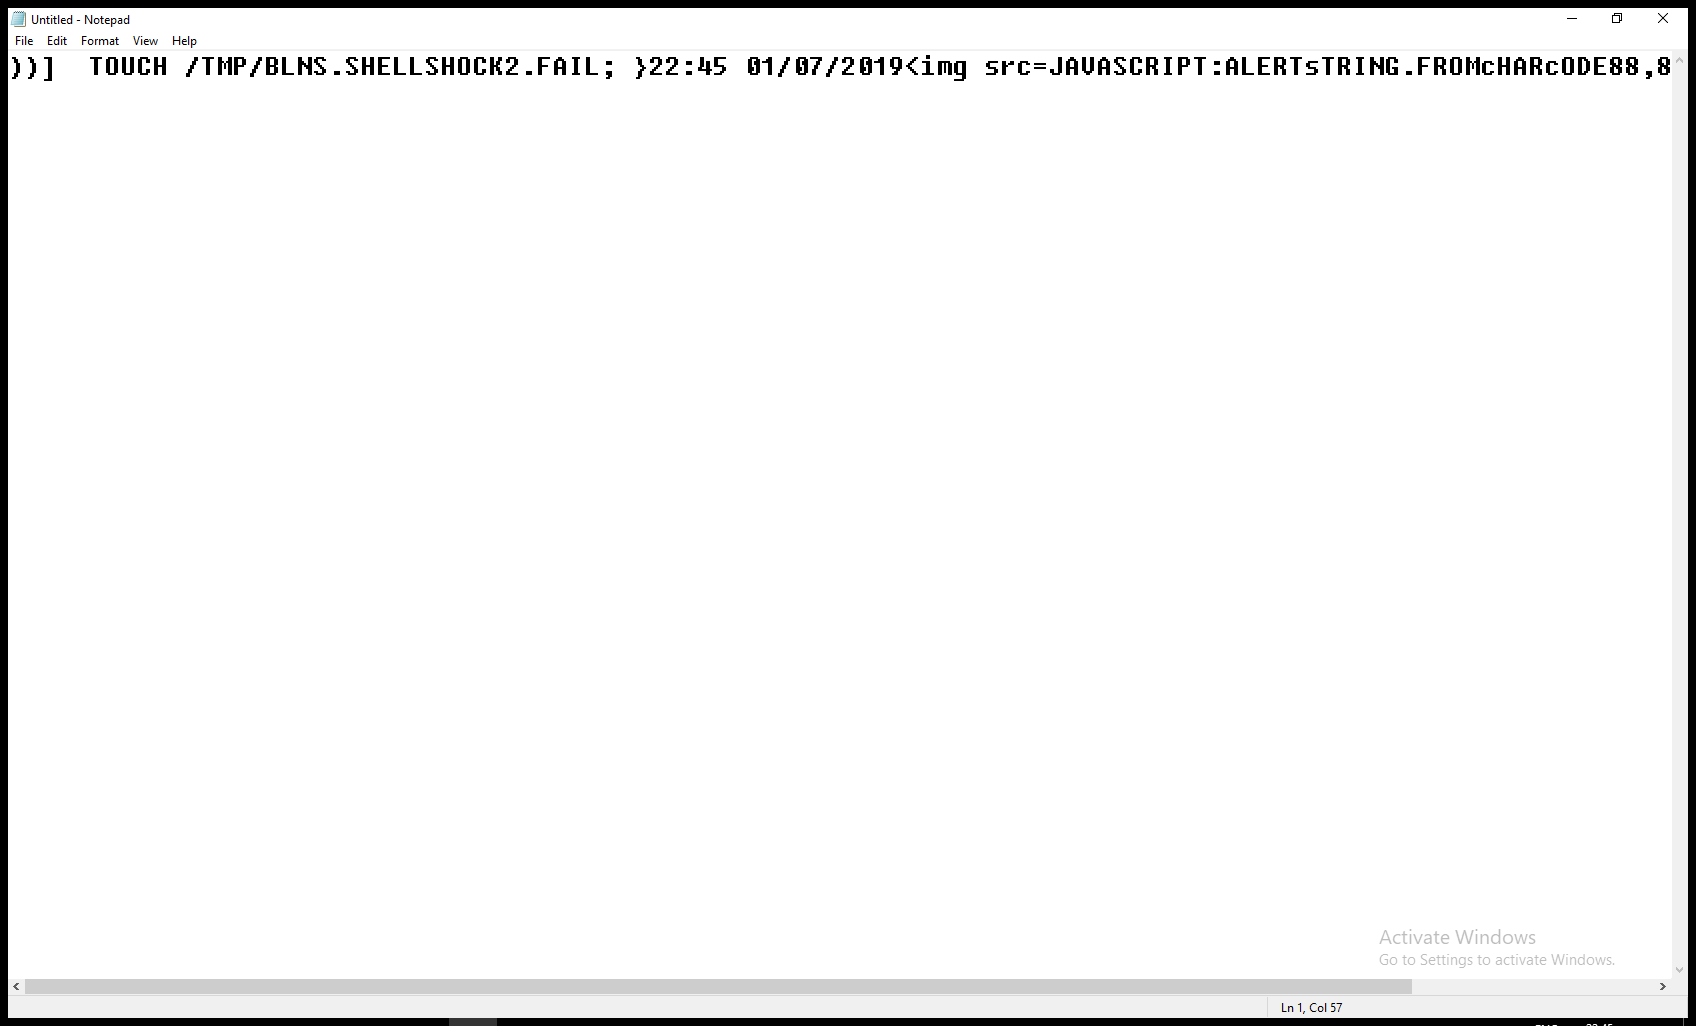 Untitled - Notepad
File Edit Format View Help
))]  TOUCH /TMP/BLNS.SHELLSHOCK2.FAIL; }22:45 01/07/2019<img src=JAVASCRIPT:ALERTsTRING.FROMcHARcODE88,8
Activate Windows
Go to Settings to activate Windows.
Ln 1, Col 57